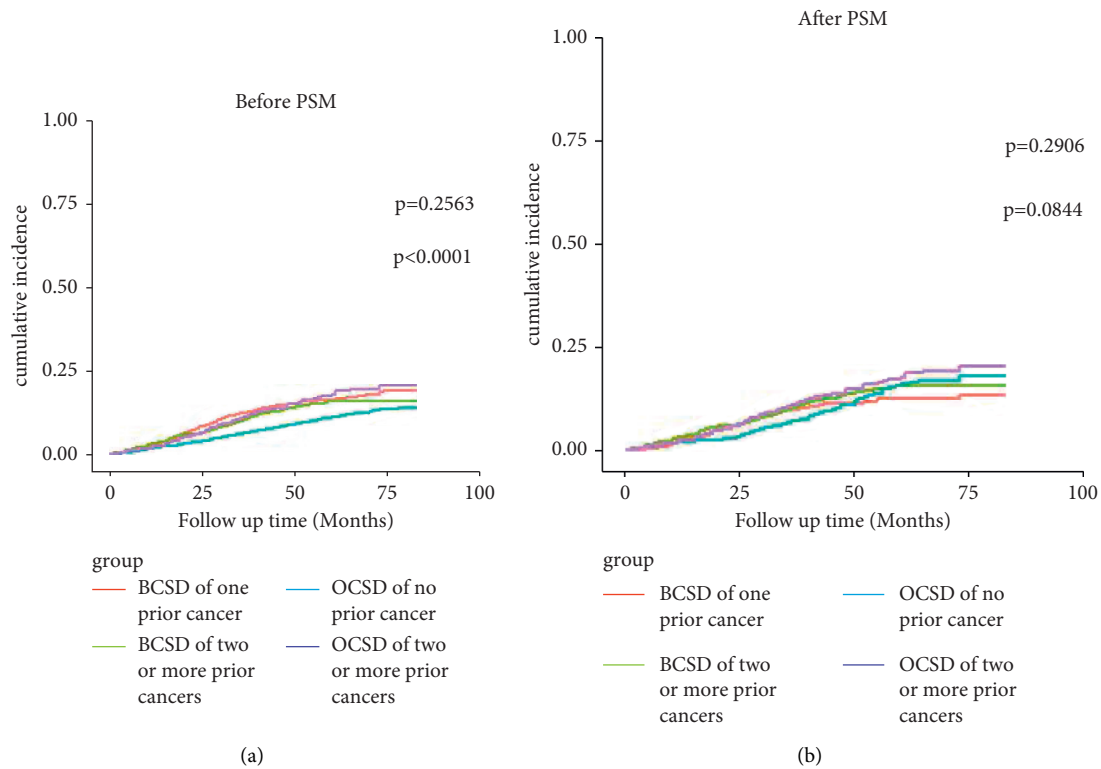 Before PSM
1.00
0.75
0.50
0.25
0.00
cumulative incidence
p=0.2563
p<0.0001
0
25
50
75
100
Follow up time (Months)
group
BCSD of one
prior cancer
BCSD of two
or more prior
cancers
OCSD of no
prior cancer
OCSD of two
or more prior
cancers
(a)
After PSM
1.00
0.75
0.50
0.25
0.00
cumulative incidence
p=0.2906
p=0.0844
0
25
50
75
100
Follow up time (Months)
group
BCSD of one
prior cancer
BCSD of two
or more prior
cancers
OCSD of no
prior cancer
OCSD of two
or more prior
cancers
(b)